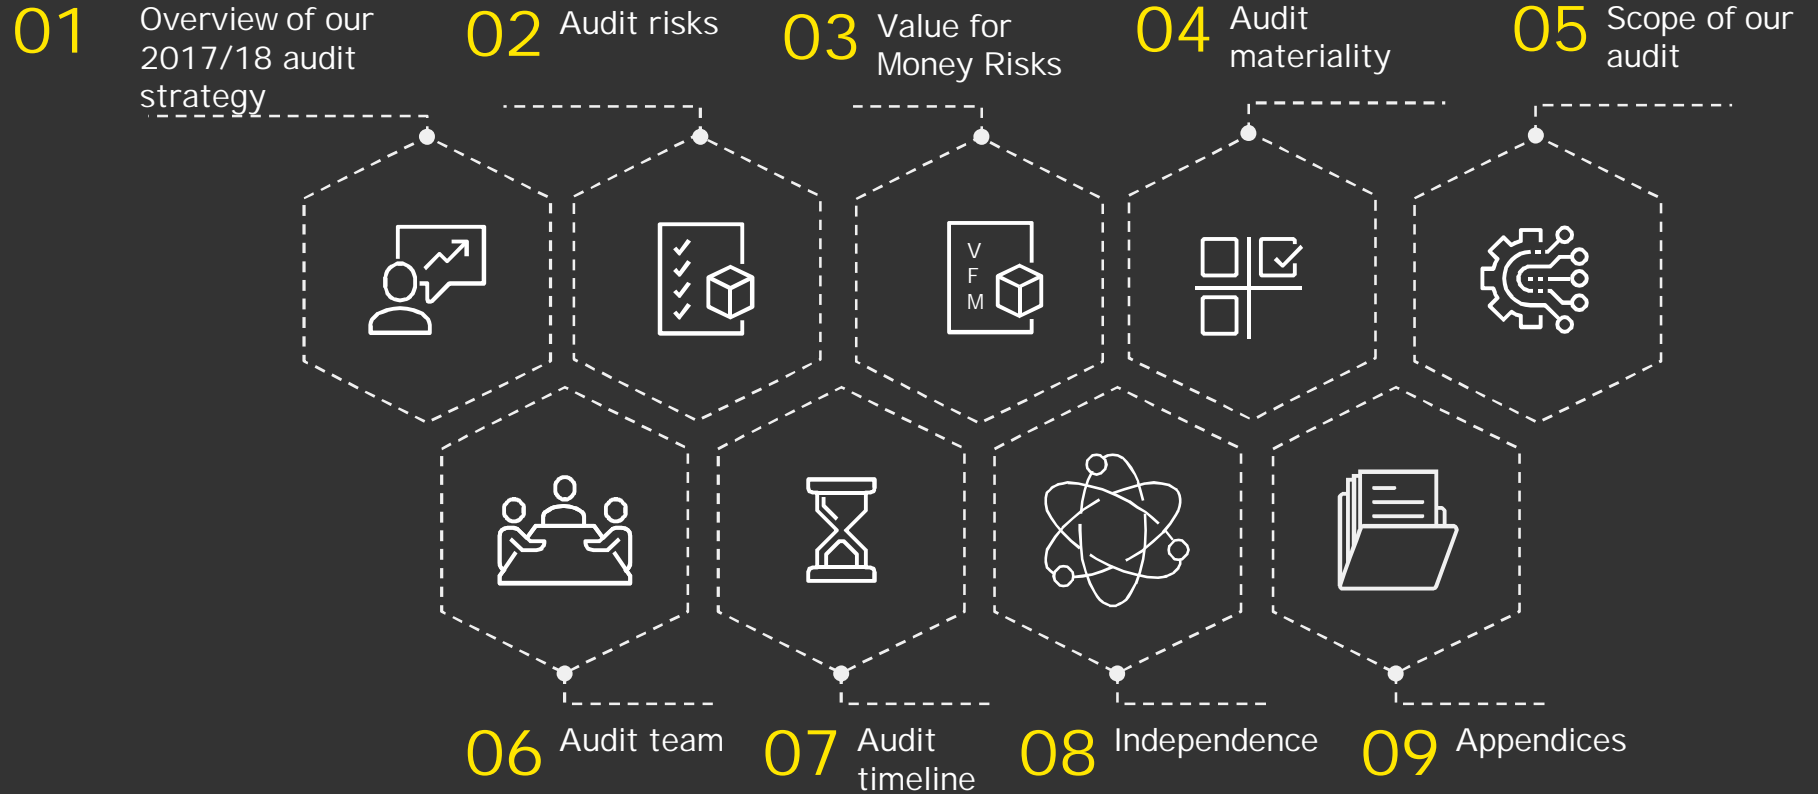 01
Overview of our
2017/18 audit
strategy
02
Audit risks
03
Value for
Money Risks
04
Audit
materiality
05
Scope of our
audit
V
F
M
06
Audit team
07
Audit
timeline
08
Independence
09
Appendices